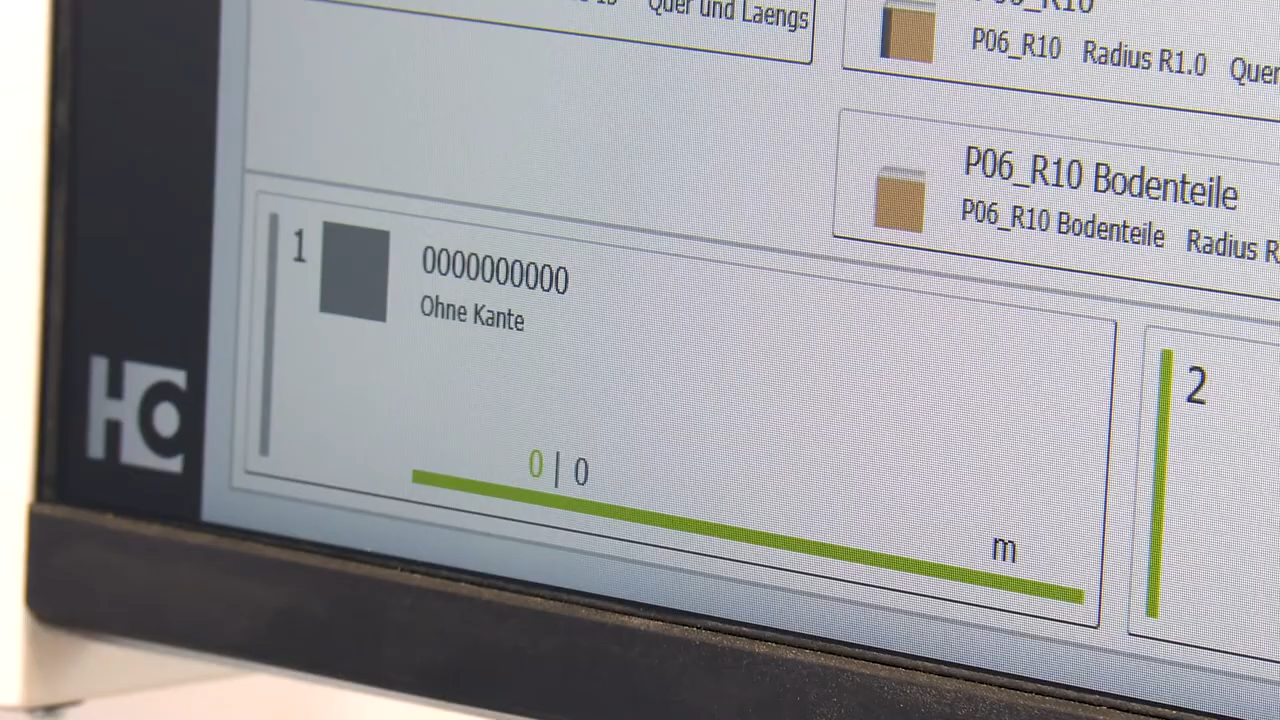 Quer und Laengs
P06_R10 Radius R1.0 Quer
P06_R10 Bodenteile
P06_R10 Bodenteile Radius
1
0000000000
Ohne Kante
0 | 0
m
2
HO